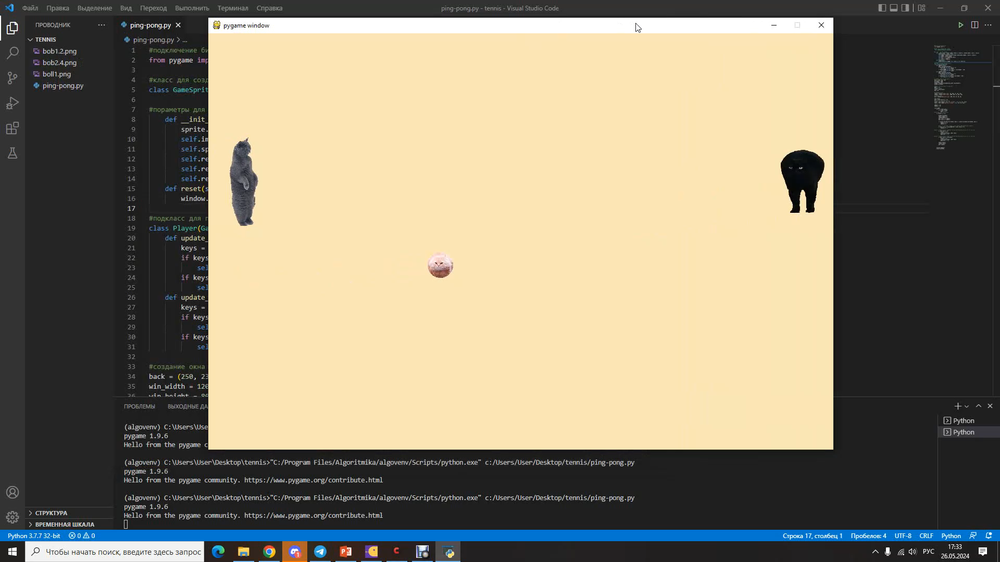 Файл Правка Выделение Вид Переход Выполнить Терминал Справка
ping-pong.py - tennis - Visual Studio Code
ПРОВОДНИК
TENNIS
bob1.2.png
bob2.4.png
boll1.png
ping-pong.py
ping-pong.py
pygame window
ping-pong.py > ...
1 #подключение би
2 from pygame imp
3
4 #класс для созд
5 class GameSprit
6
7 #пораметры для
8 def __init_
9 sprite.
10 self.im
11 self.sp
12 self.re
13 self.re
14 self.re
15 def reset(s
16 window.
17
18 #подкласс для п
19 class Player(Ga
20 def update_
21 keys =
22 if keys
23 sel
24 if keys
25 sel
26 def update_
27 keys =
28 if keys
29 sel
30 if keys
31 sel
32
33 #создание окна
34 back = (250, 23
35 win_width = 120
36 win_height = 80
ПРОБЛЕМЫ ВЫХОДНЫЕ ДА
(algovenv) C:\Users\Use
pygame 1.9.6
Hello from the pygame c
(algovenv) C:\Users\User\Desktop\tennis>"C:/Program Files/Algoritmika/algovenv/Scripts/python.exe" c:/Users/User/Desktop/tennis/ping-pong.py
pygame 1.9.6
Hello from the pygame community. https://www.pygame.org/contribute.html
(algovenv) C:\Users\User\Desktop\tennis>"C:/Program Files/Algoritmika/algovenv/Scripts/python.exe" c:/Users/User/Desktop/tennis/ping-pong.py
pygame 1.9.6
Hello from the pygame community. https://www.pygame.org/contribute.html
Python
Python
СТРУКТУРА
ВРЕМЕННАЯ ШКАЛА
Python 3.7.7 32-bit 0 0
Строка 17, столбец 1 Пробелов: 4 UTF-8 CRLF Python
Чтобы начать поиск, введите здесь запрос
1
РУС
17:33
26.05.2024